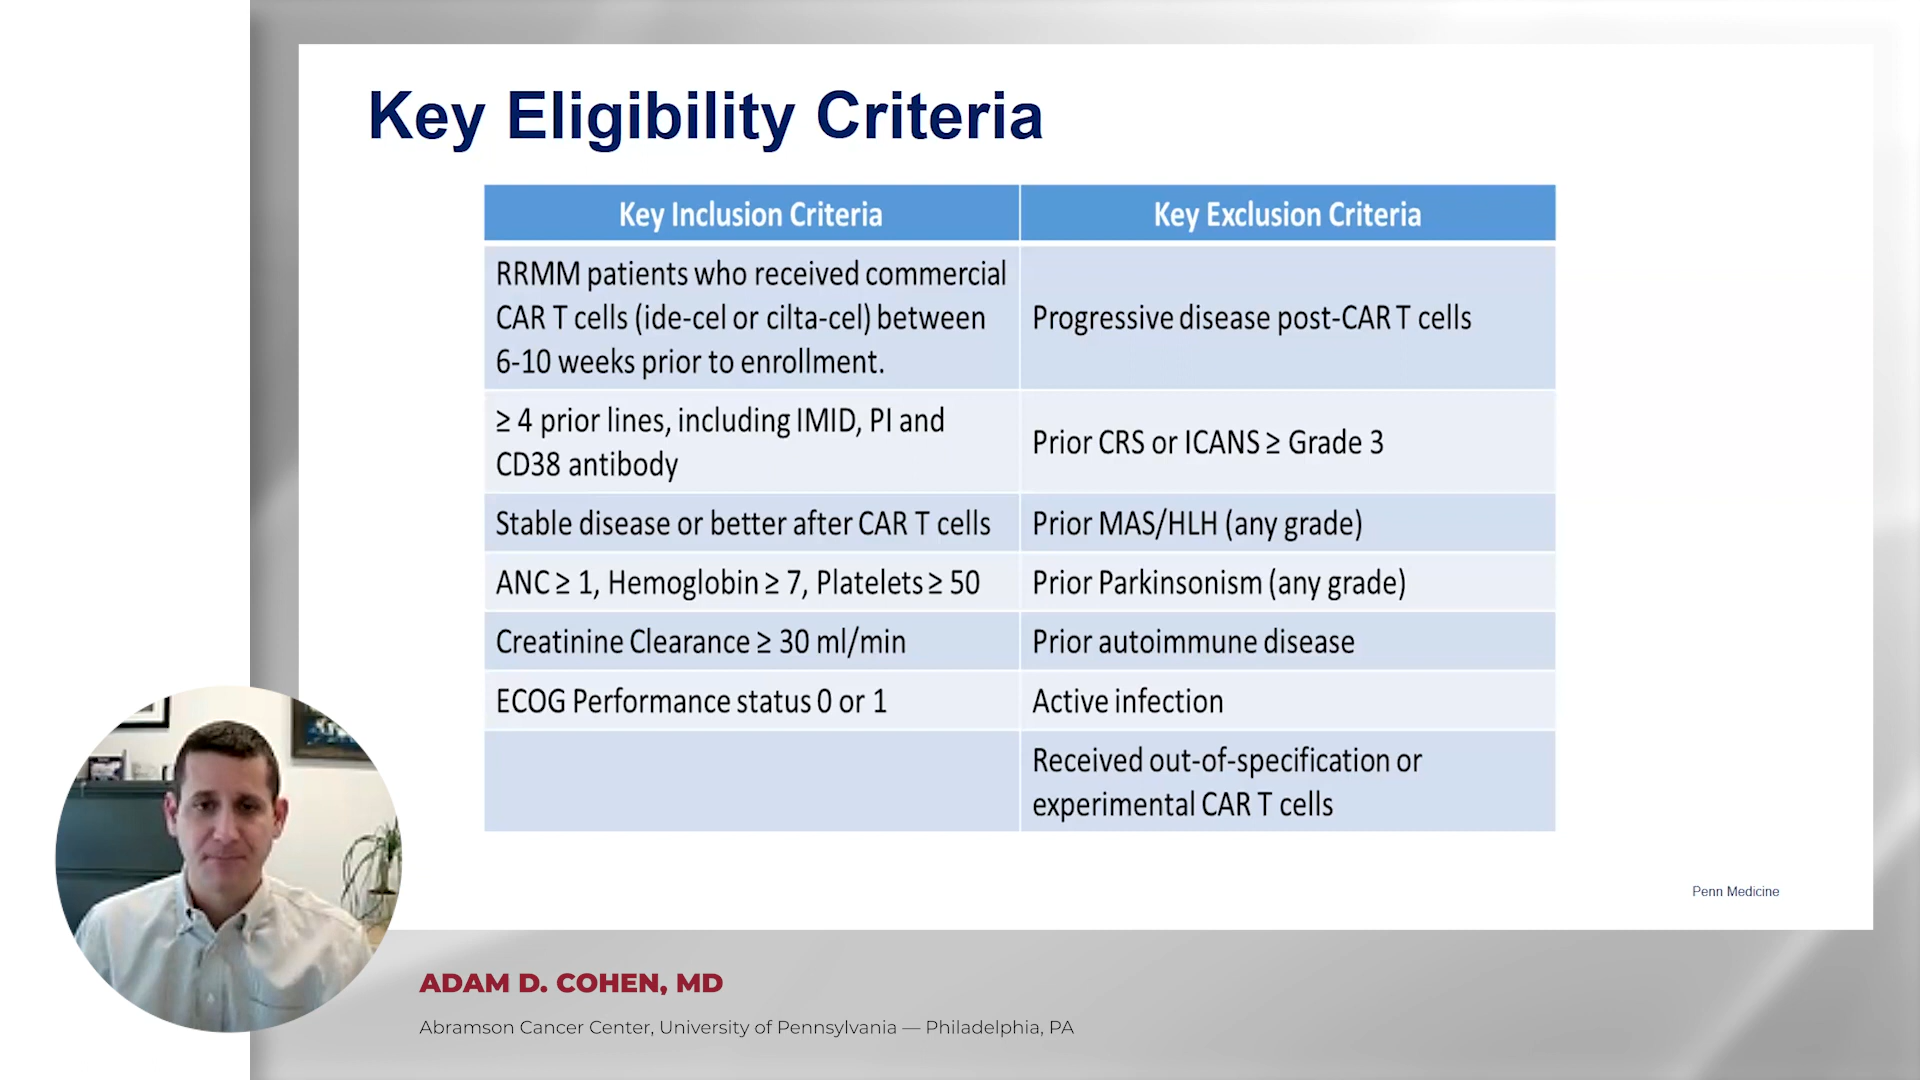 Key Eligibility Criteria
Key Inclusion Criteria
Key Exclusion Criteria
RRMM patients who received commercial
CAR T cells (ide-cel or cilta-cel) between
6-10 weeks prior to enrollment.
Progressive disease post-CAR T cells
≥ 4 prior lines, including IMID, PI and
CD38 antibody
Prior CRS or ICANS ≥ Grade 3
Stable disease or better after CAR T cells
Prior MAS/HLH (any grade)
ANC ≥ 1, Hemoglobin ≥ 7, Platelets ≥ 50
Prior Parkinsonism (any grade)
Creatinine Clearance ≥ 30 ml/min
Prior autoimmune disease
ECOG Performance status 0 or 1
Active infection
Received out-of-specification or
experimental CAR T cells
Penn Medicine
ADAM D. COHEN, MD
Abramson Cancer Center, University of Pennsylvania — Philadelphia, PA